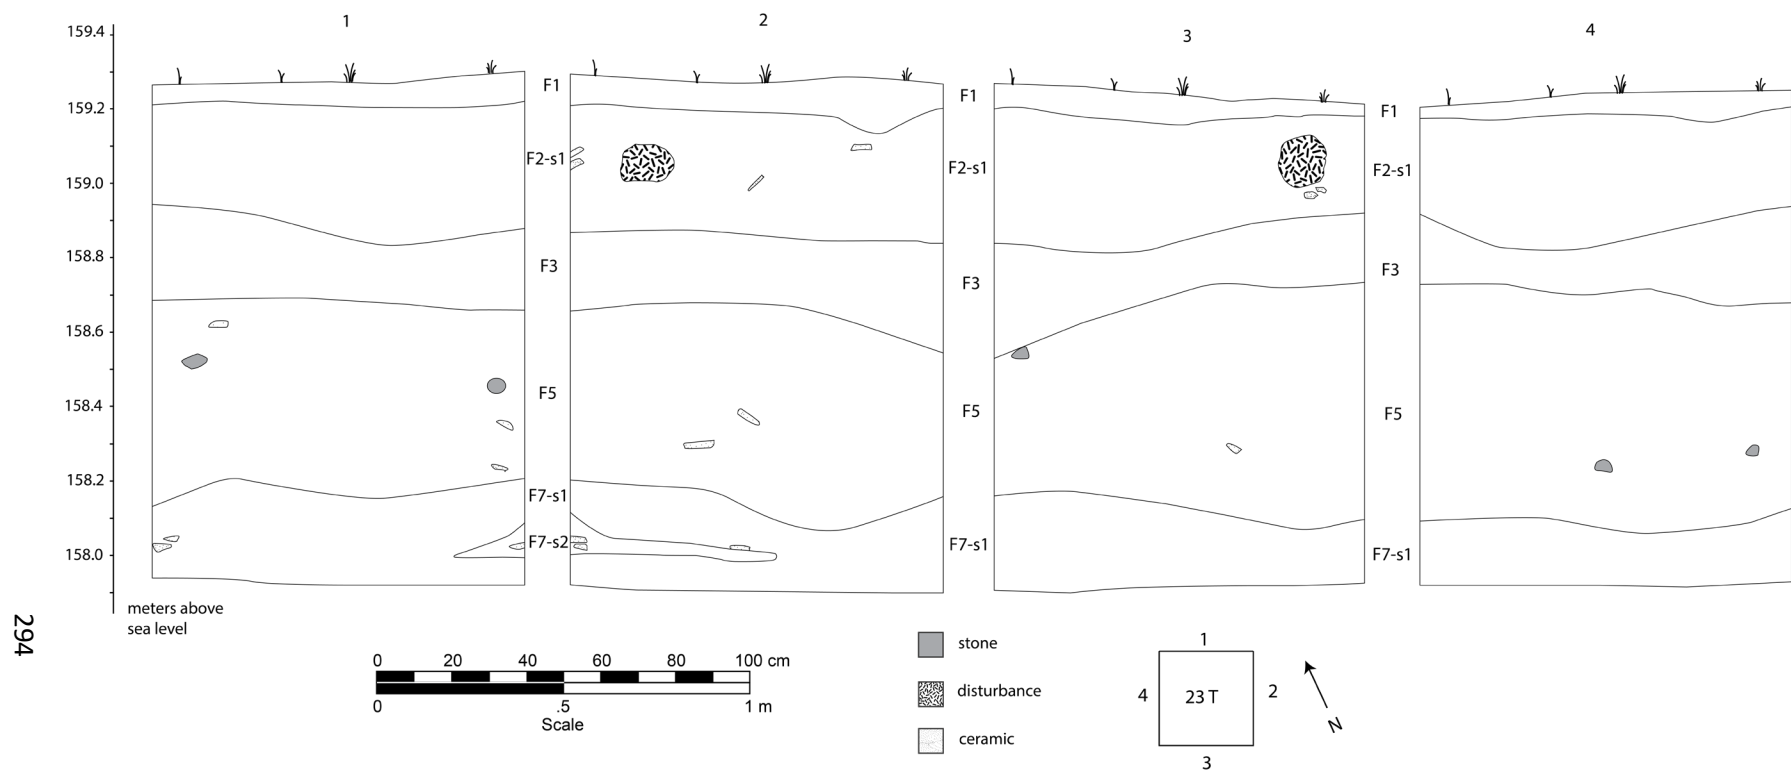 1
2
3
4
159.4
159.2
159.0
158.8
158.6
158.4
158.2
158.0
meters above
sea level
F1
F2-s1
F3
F5
F7-s1
F7-s2
F1
F2-s1
F3
F5
F7-s1
F1
F2-s1
F3
F5
F7-s1
294
0 20 40 60 80 100 cm
0 .5 1 m
Scale
stone
disturbance
ceramic
1
4 23 T 2
3
N